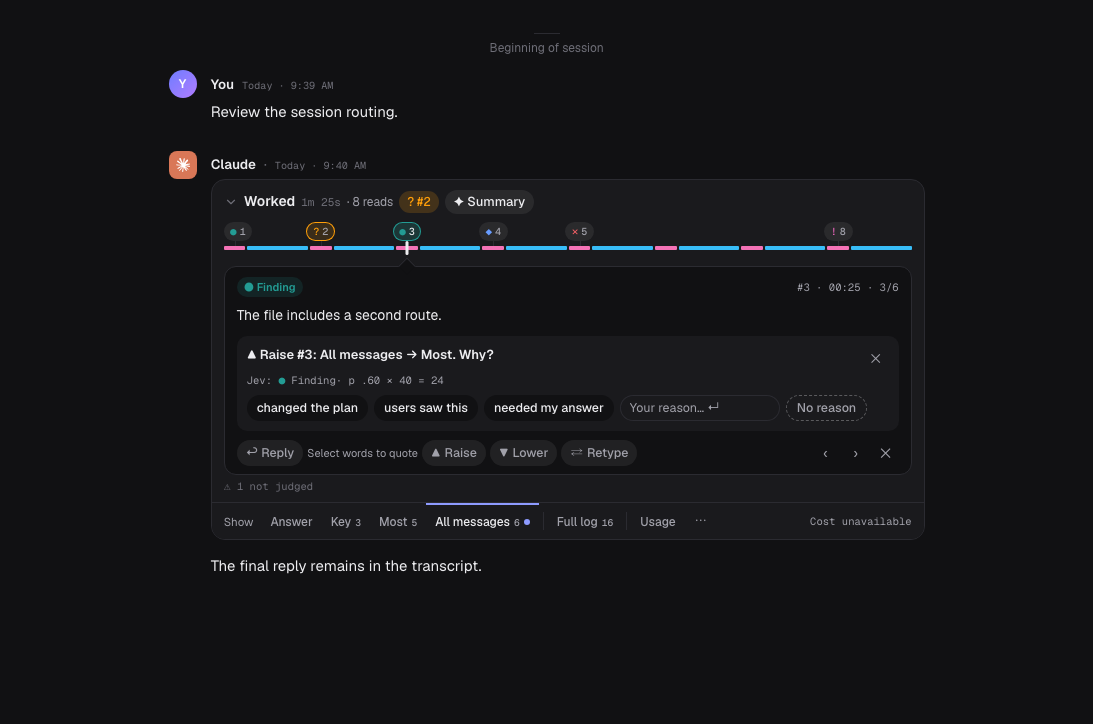 Beginning of session
Y You Today · 9:39 AM
Review the session routing.
Claude · Today · 9:40 AM
Worked 1m 25s · 8 reads ? #2 ✦ Summary
● 1 ? 2 ● 3 ◆ 4 × 5 ! 8
● Finding #3 · 00:25 · 3/6
The file includes a second route.
▲ Raise #3: All messages → Most. Why? ×
Jev: ● Finding· p .60 × 40 = 24
changed the plan users saw this needed my answer Your reason… ↵ No reason
↩ Reply Select words to quote ▲ Raise ▼ Lower ⇄ Retype ‹ › ×
⚠ 1 not judged
Show Answer Key 3 Most 5 All messages 6 ● Full log 16 Usage ··· Cost unavailable
The final reply remains in the transcript.